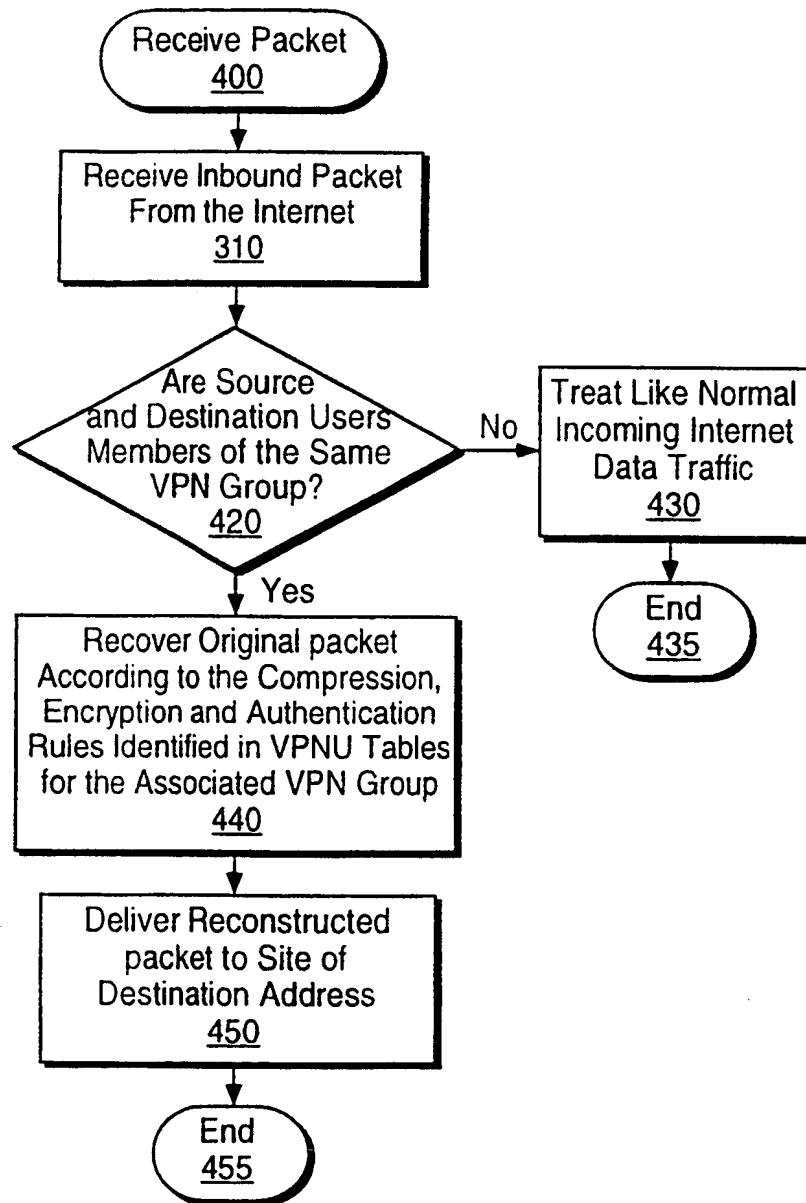 Receive Packet
400
Receive Inbound Packet
From the Internet
310
Are Source
and Destination Users
Members of the Same
VPN Group?
420
No
Treat Like Normal
Incoming Internet
Data Traffic
430
End
435
Yes
Recover Original packet
According to the Compression,
Encryption and Authentication
Rules Identified in VPNU Tables
for the Associated VPN Group
440
Deliver Reconstructed
packet to Site of
Destination Address
450
End
455